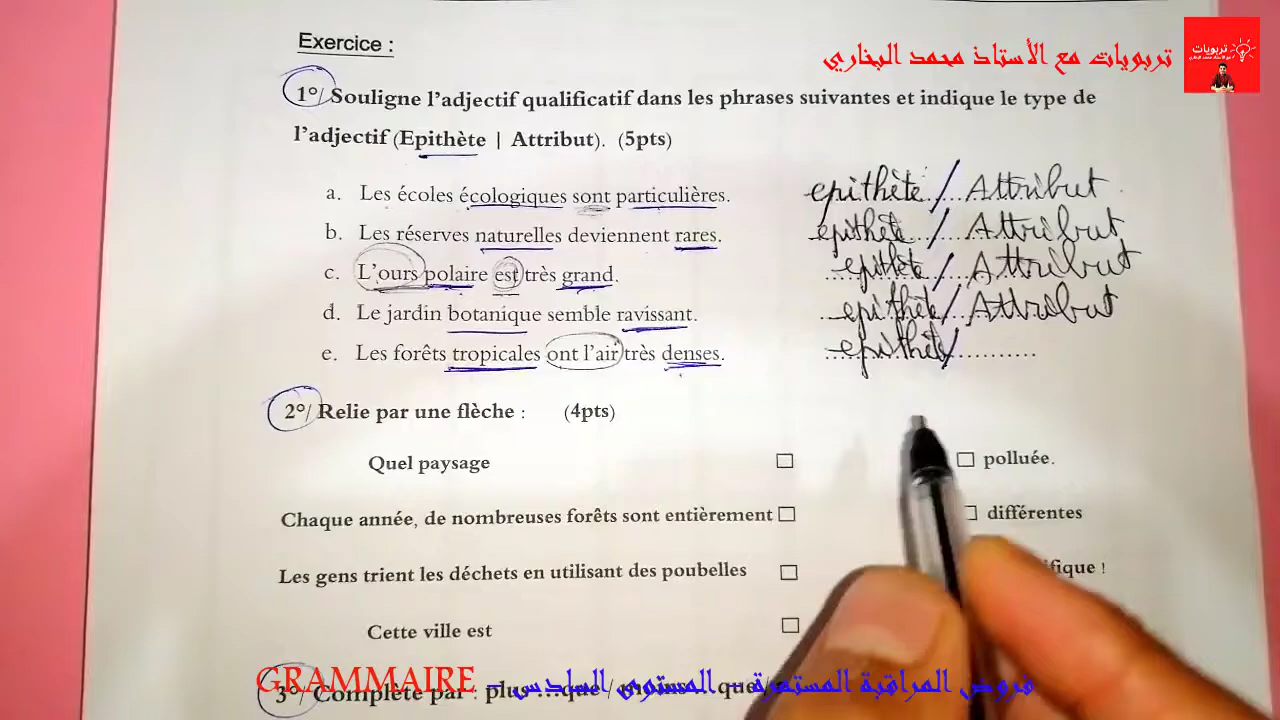 Exercice :
تربويات مع الأستاذ محمد البخاري
تربويات
1°/ Souligne l'adjectif qualificatif dans les phrases suivantes et indique le type de
l'adjectif (Epithète | Attribut). (5pts)
a. Les écoles écologiques sont particulières. epithète / Attribut
b. Les réserves naturelles deviennent rares. epithète / Attribut
c. L'ours polaire est très grand. epithète / Attribut
d. Le jardin botanique semble ravissant. epithète / Attribut
e. Les forêts tropicales ont l'air très denses. epithète /
2°/ Relie par une flèche : (4pts)
Quel paysage □ □ polluée.
Chaque année, de nombreuses forêts sont entièrement □ □ différentes
Les gens trient les déchets en utilisant des poubelles □ ifique !
Cette ville est □
GRAMMAIRE فروض المراقبة المستمرة – المستوى السادس
3°/ Complète par : plus ...que / que